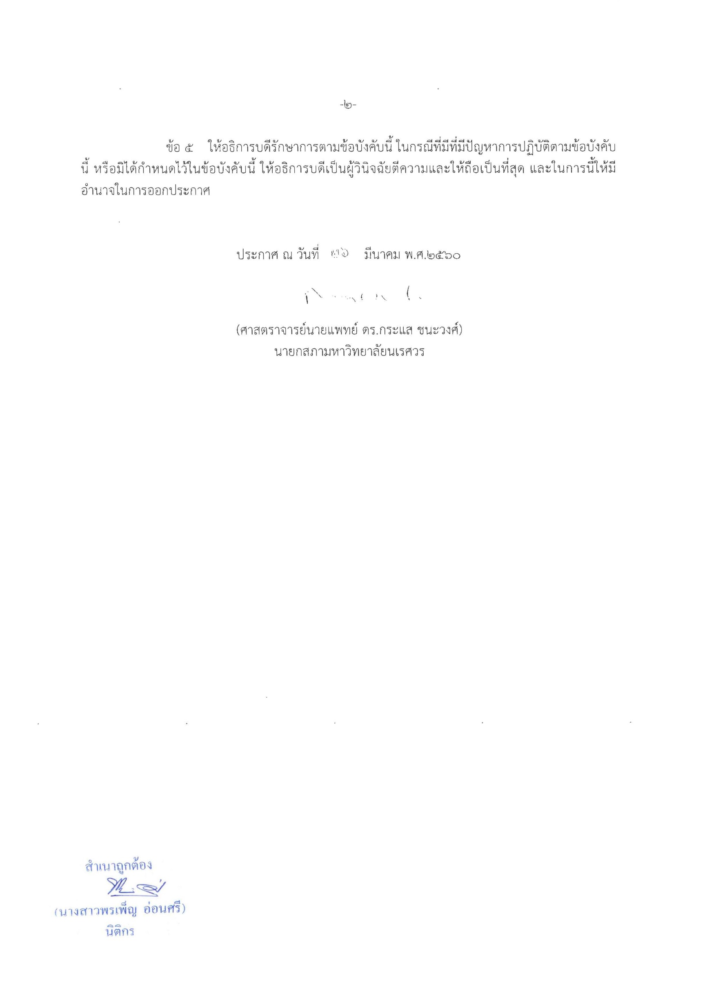 -๒-
ข้อ ๕ ให้อธิการบดีรักษาการตามข้อบังคับนี้ ในกรณีที่มีที่มีปัญหาการปฏิบัติตามข้อบังคับ
นี้ หรือมิได้กำหนดไว้ในข้อบังคับนี้ ให้อธิการบดีเป็นผู้วินิจฉัยตีความและให้ถือเป็นที่สุด และในการนี้ให้มี
อำนาจในการออกประกาศ
ประกาศ ณ วันที่ มีนาคม พ.ศ.๒๕๖๐
(ศาสตราจารย์นายแพทย์ ดร.กระแส ชนะวงศ์)
นายกสภามหาวิทยาลัยนเรศวร
สำเนาถูกต้อง
(นางสาวพรเพ็ญ อ่อนศรี)
นิติกร